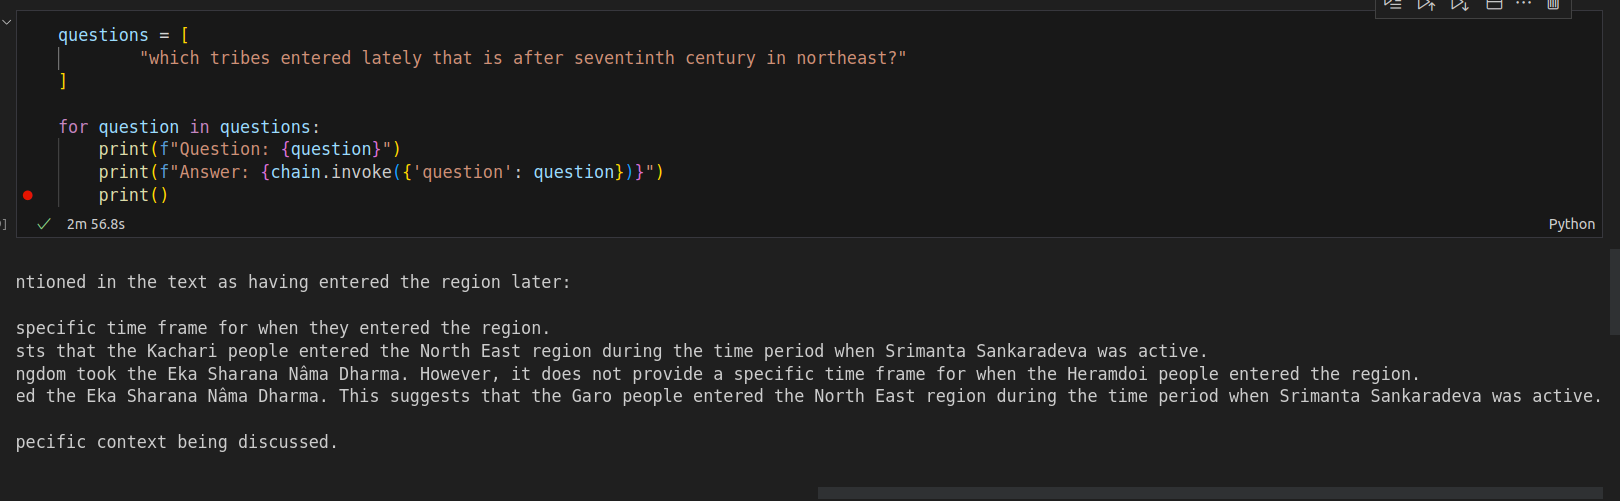 questions = [
"which tribes entered lately that is after seventinth century in northeast?"
]
for question in questions:
print(f"Question: {question}")
print(f"Answer: {chain.invoke({'question': question})}")
print()
]
2m 56.8s
Python
ntioned in the text as having entered the region later:
specific time frame for when they entered the region.
sts that the Kachari people entered the North East region during the time period when Srimanta Sankaradeva was active.
ngdom took the Eka Sharana Nâma Dharma. However, it does not provide a specific time frame for when the Heramdoi people entered the region.
ed the Eka Sharana Nâma Dharma. This suggests that the Garo people entered the North East region during the time period when Srimanta Sankaradeva was active.
pecific context being discussed.